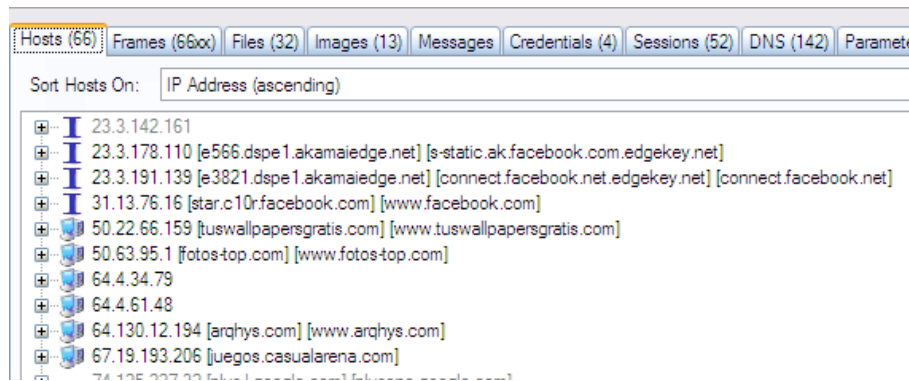 Hosts (66) Frames (66xx) Files (32) Images (13) Messages Credentials (4) Sessions (52) DNS (142)
Sort Hosts On: IP Address (ascending)
23.3.142.161
23.3.178.110 [e566.dspe1.akamaiedge.net] [s-static.ak.facebook.com.edgekey.net]
23.3.191.139 [e3821.dspe1.akamaiedge.net] [connect.facebook.net.edgekey.net] [connect.facebook.net]
31.13.76.16 [star.c10r.facebook.com] [www.facebook.com]
50.22.66.159 [tuswallpapersgratis.com] [www.tuswallpapersgratis.com]
50.63.95.1 [fotos-top.com] [www.fotos-top.com]
64.4.34.79
64.4.61.48
64.130.12.194 [arqhys.com] [www.arqhys.com]
67.19.193.206 [juegos.casualarena.com]